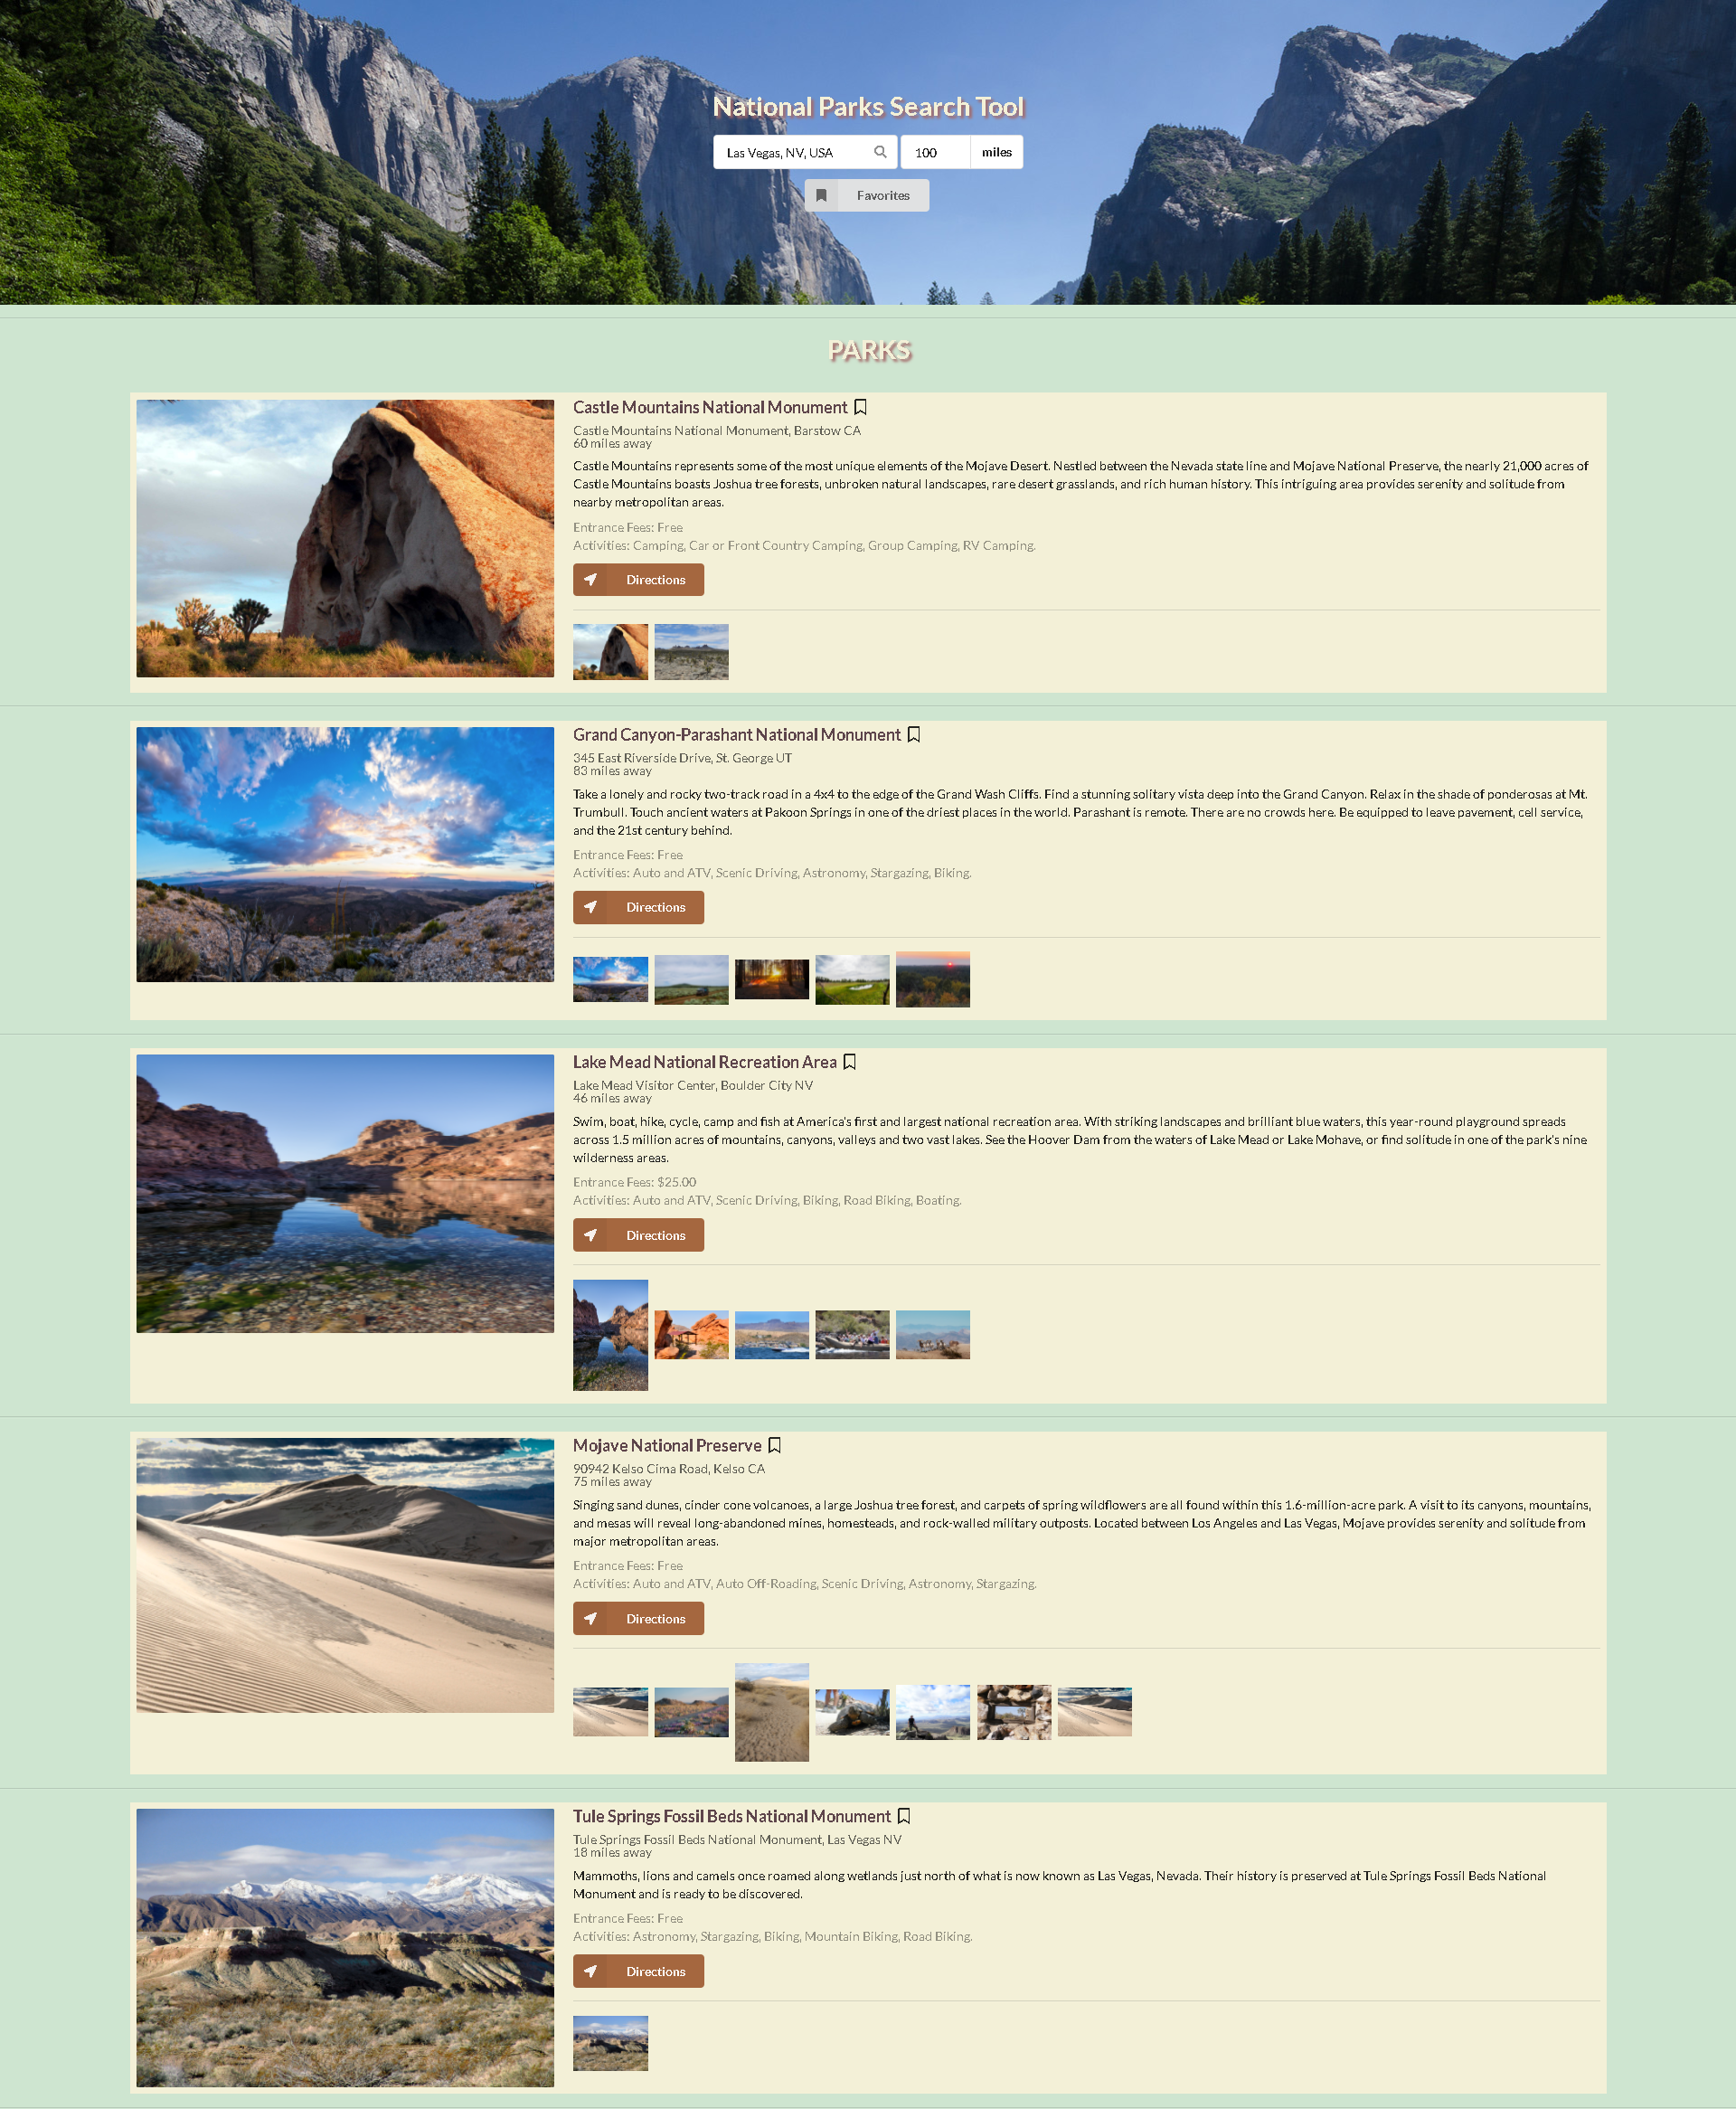 National Parks Search Tool
Las Vegas, NV, USA
100
miles
Favorites
PARKS
Castle Mountains National Monument
Castle Mountains National Monument, Barstow CA
60 miles away
Castle Mountains represents some of the most unique elements of the Mojave Desert. Nestled between the Nevada state line and Mojave National Preserve, the nearly 21,000 acres of
Castle Mountains boasts Joshua tree forests, unbroken natural landscapes, rare desert grasslands, and rich human history. This intriguing area provides serenity and solitude from
nearby metropolitan areas.
Entrance Fees: Free
Activities: Camping, Car or Front Country Camping, Group Camping, RV Camping.
Directions
Grand Canyon-Parashant National Monument
345 East Riverside Drive, St. George UT
83 miles away
Take a lonely and rocky two-track road in a 4x4 to the edge of the Grand Wash Cliffs. Find a stunning solitary vista deep into the Grand Canyon. Relax in the shade of ponderosas at Mt.
Trumbull. Touch ancient waters at Pakoon Springs in one of the driest places in the world. Parashant is remote. There are no crowds here. Be equipped to leave pavement, cell service,
and the 21st century behind.
Entrance Fees: Free
Activities: Auto and ATV, Scenic Driving, Astronomy, Stargazing, Biking.
Directions
Lake Mead National Recreation Area
Lake Mead Visitor Center, Boulder City NV
46 miles away
Swim, boat, hike, cycle, camp and fish at America's first and largest national recreation area. With striking landscapes and brilliant blue waters, this year-round playground spreads
across 1.5 million acres of mountains, canyons, valleys and two vast lakes. See the Hoover Dam from the waters of Lake Mead or Lake Mohave, or find solitude in one of the park's nine
wilderness areas.
Entrance Fees: $25.00
Activities: Auto and ATV, Scenic Driving, Biking, Road Biking, Boating.
Directions
Mojave National Preserve
90942 Kelso Cima Road, Kelso CA
75 miles away
Singing sand dunes, cinder cone volcanoes, a large Joshua tree forest, and carpets of spring wildflowers are all found within this 1.6-million-acre park. A visit to its canyons, mountains,
and mesas will reveal long-abandoned mines, homesteads, and rock-walled military outposts. Located between Los Angeles and Las Vegas, Mojave provides serenity and solitude from
major metropolitan areas.
Entrance Fees: Free
Activities: Auto and ATV, Auto Off-Roading, Scenic Driving, Astronomy, Stargazing.
Directions
Tule Springs Fossil Beds National Monument
Tule Springs Fossil Beds National Monument, Las Vegas NV
18 miles away
Mammoths, lions and camels once roamed along wetlands just north of what is now known as Las Vegas, Nevada. Their history is preserved at Tule Springs Fossil Beds National
Monument and is ready to be discovered.
Entrance Fees: Free
Activities: Astronomy, Stargazing, Biking, Mountain Biking, Road Biking.
Directions